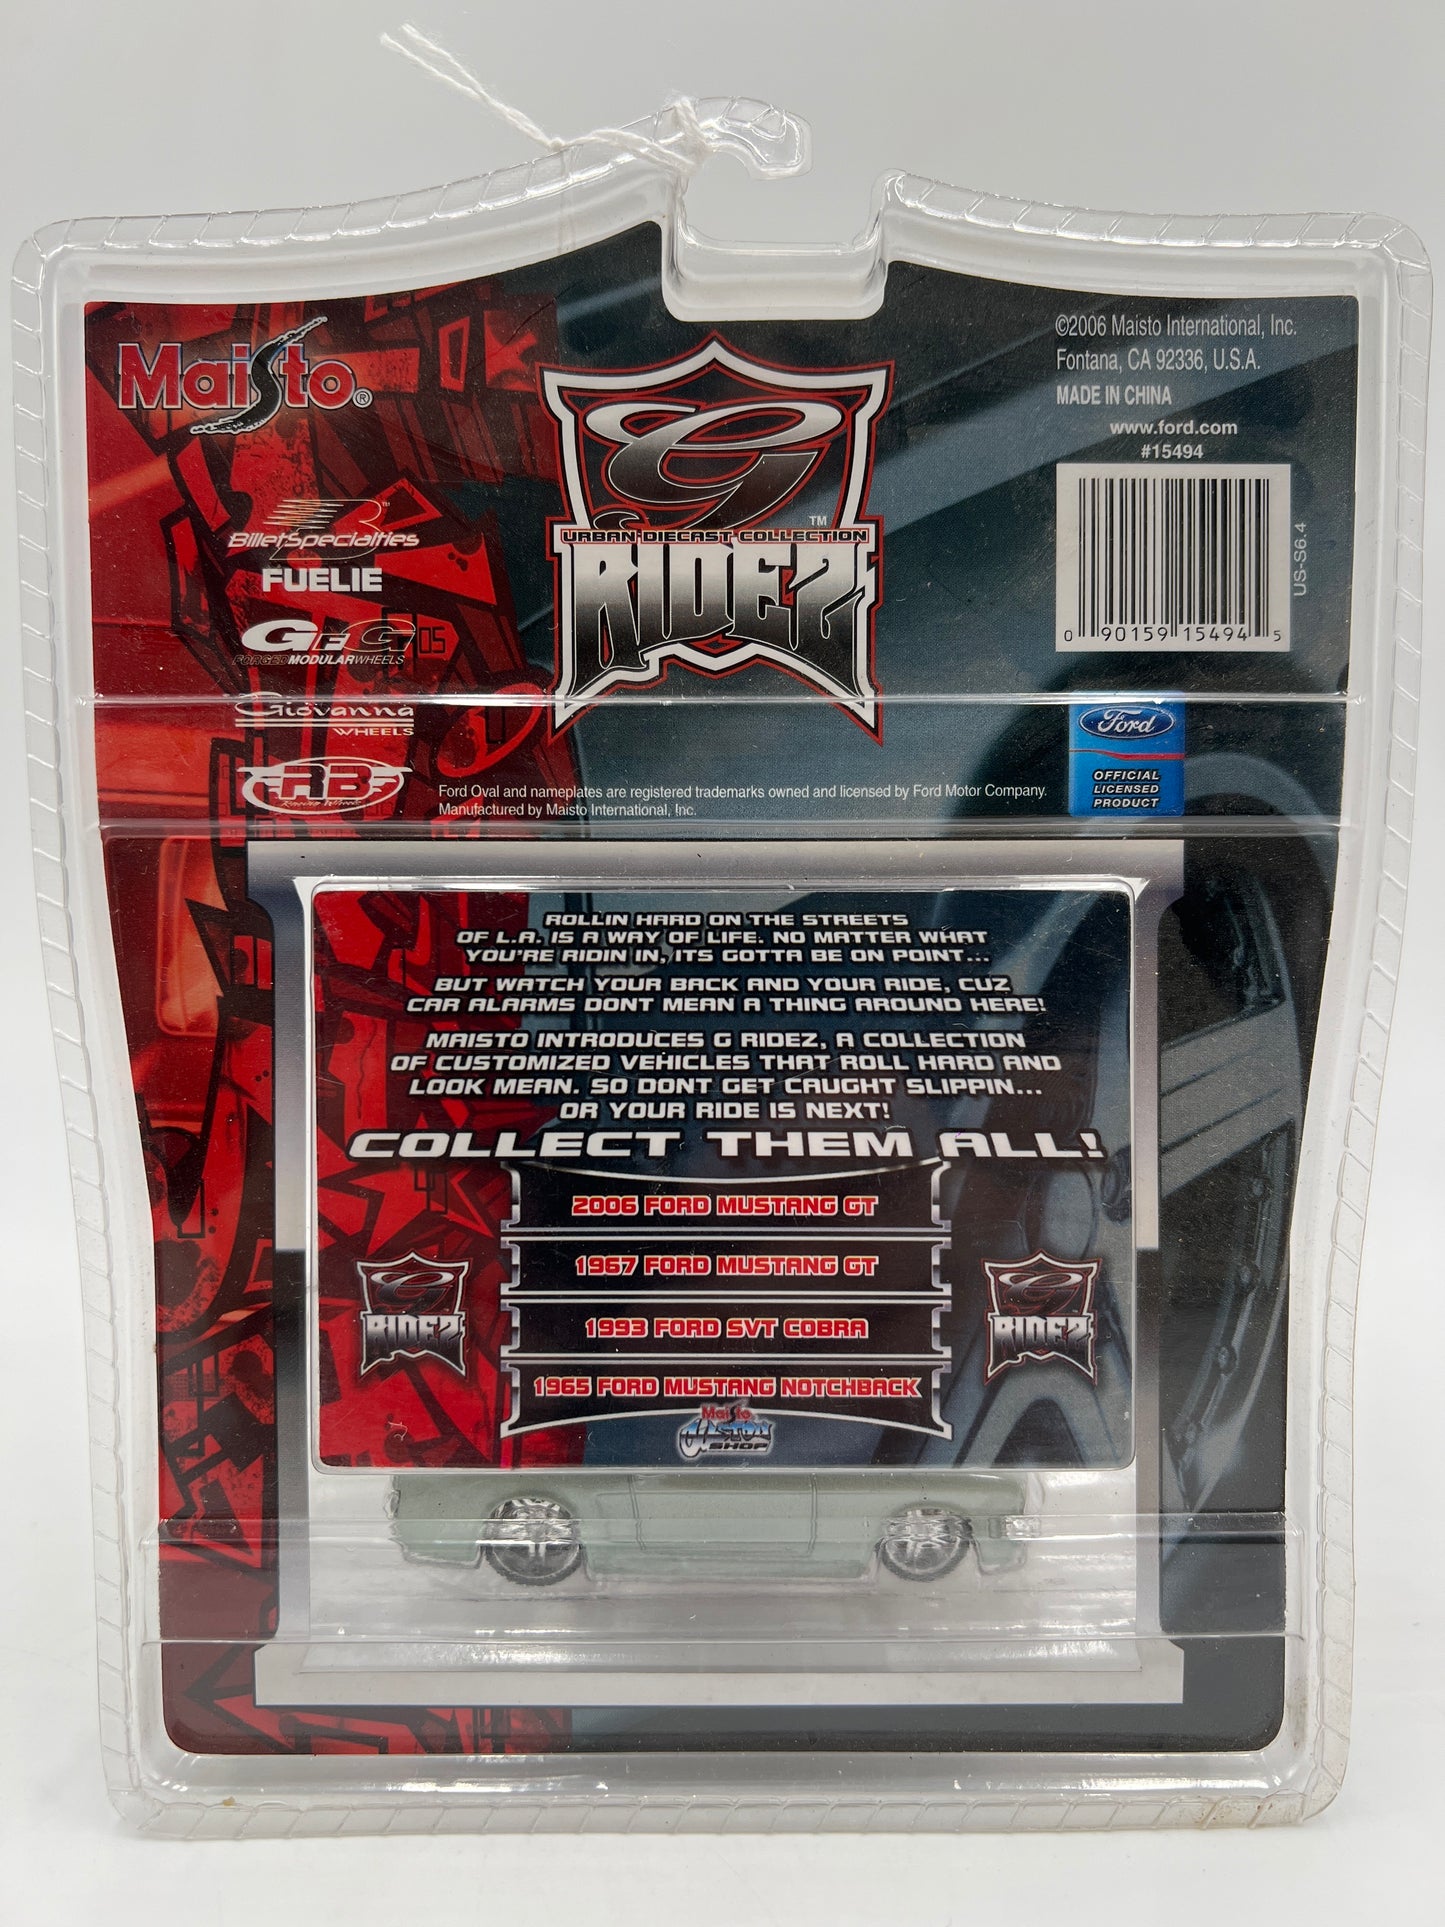 Maisto®
©2006 Maisto International, Inc.
Fontana, CA 92336, U.S.A.
MADE IN CHINA
www.ford.com
#15494
0 90159 15494 5
US-S6.4
G
TM
URBAN DIECAST COLLECTION
RIDEZ
B™
BilletSpecialties
FUELIE
GFG 05
FORGEDMODULARWHEELS
Giovanna
WHEELS
RB
Racing Wheels
Ford
OFFICIAL
LICENSED
PRODUCT
Ford Oval and nameplates are registered trademarks owned and licensed by Ford Motor Company.
Manufactured by Maisto International, Inc.
ROLLIN HARD ON THE STREETS
OF L.A. IS A WAY OF LIFE. NO MATTER WHAT
YOU'RE RIDIN IN, ITS GOTTA BE ON POINT...
BUT WATCH YOUR BACK AND YOUR RIDE, CUZ
CAR ALARMS DONT MEAN A THING AROUND HERE!
MAISTO INTRODUCES G RIDEZ, A COLLECTION
OF CUSTOMIZED VEHICLES THAT ROLL HARD AND
LOOK MEAN. SO DONT GET CAUGHT SLIPPIN...
OR YOUR RIDE IS NEXT!
COLLECT THEM ALL!
2006 FORD MUSTANG GT
1967 FORD MUSTANG GT
1993 FORD SVT COBRA
1965 FORD MUSTANG NOTCHBACK
G
RIDEZ
G
RIDEZ
Maisto
CUSTOM
SHOP